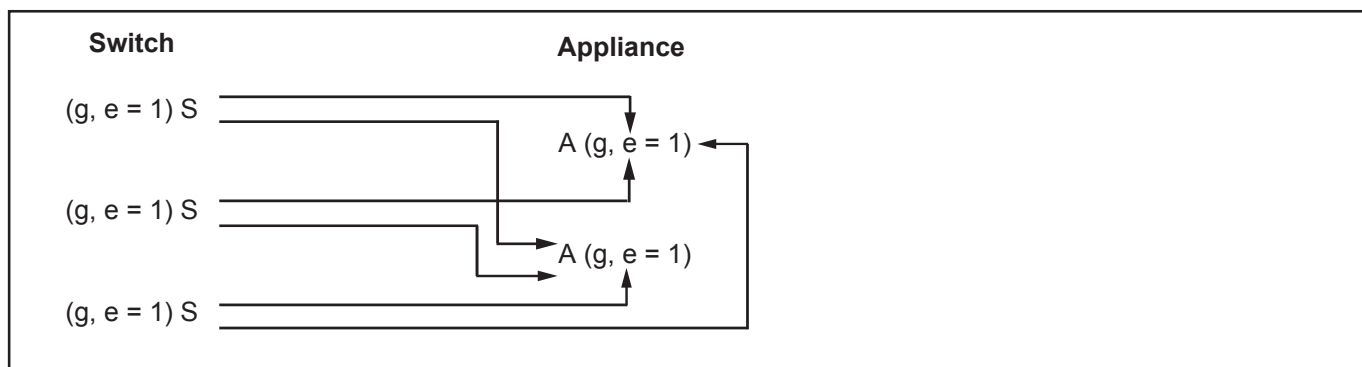 Switch
Appliance
(g, e = 1) S
A (g, e = 1)
(g, e = 1) S
A (g, e = 1)
(g, e = 1) S